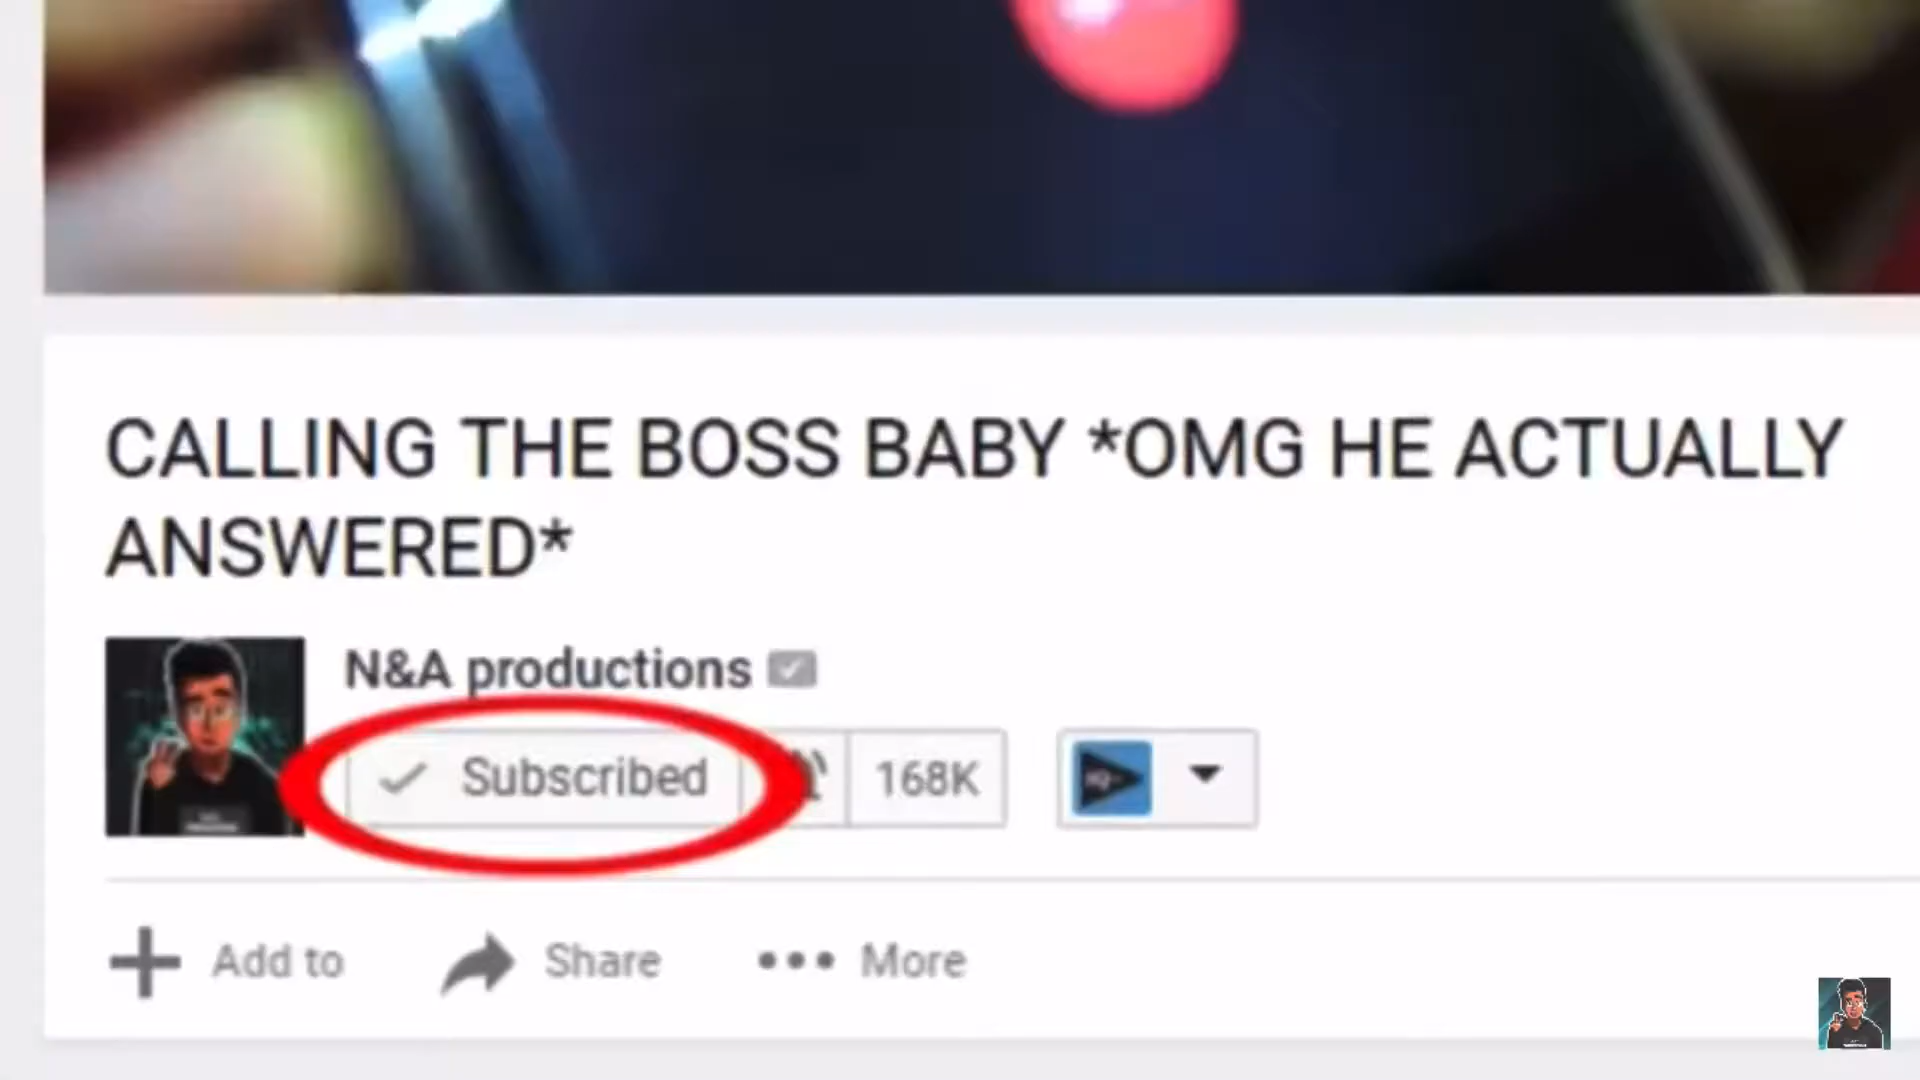 CALLING THE BOSS BABY *OMG HE ACTUALLY
ANSWERED*
N&A productions
Subscribed
168K
Add to
Share
More